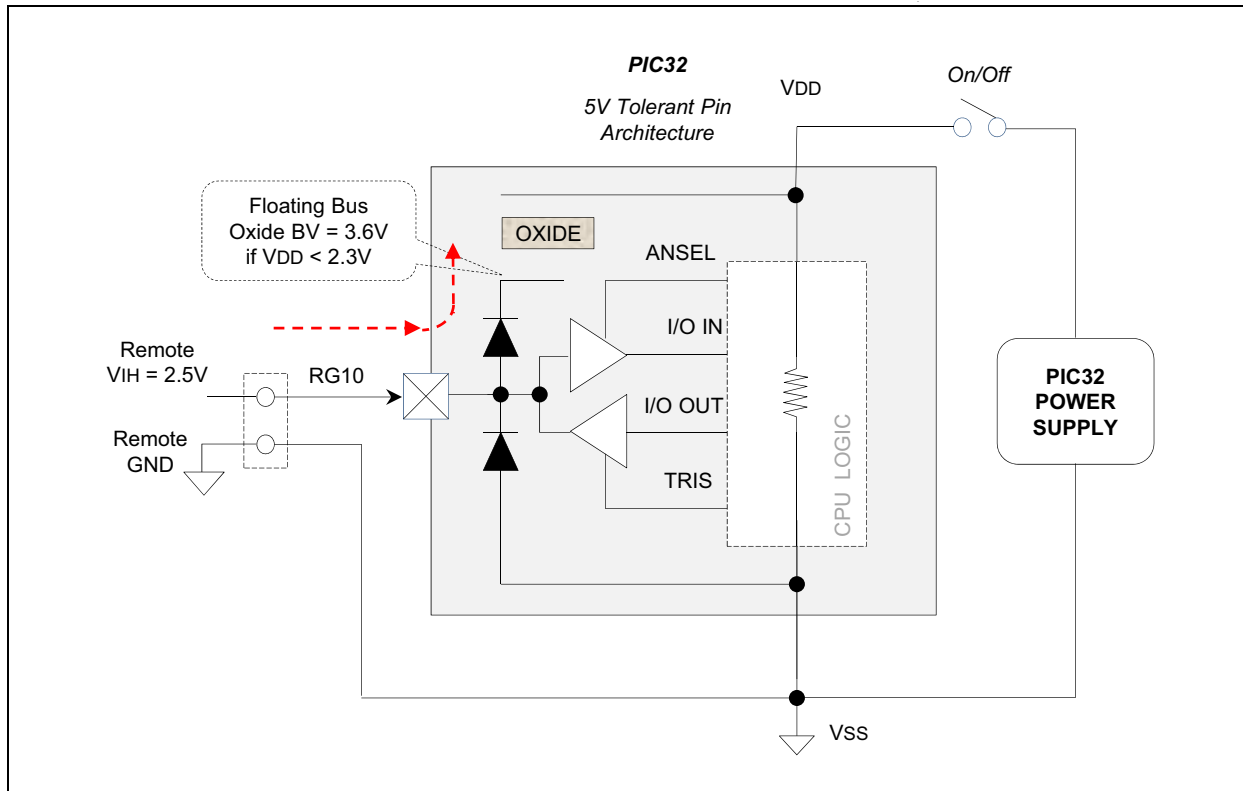 PIC32
5V Tolerant Pin
Architecture
VDD
On/Off
Floating Bus
Oxide BV = 3.6V
if VDD < 2.3V
OXIDE
ANSEL
I/O IN
Remote
VIH = 2.5V
RG10
I/O OUT
Remote
GND
TRIS
CPU LOGIC
PIC32
POWER
SUPPLY
VSS